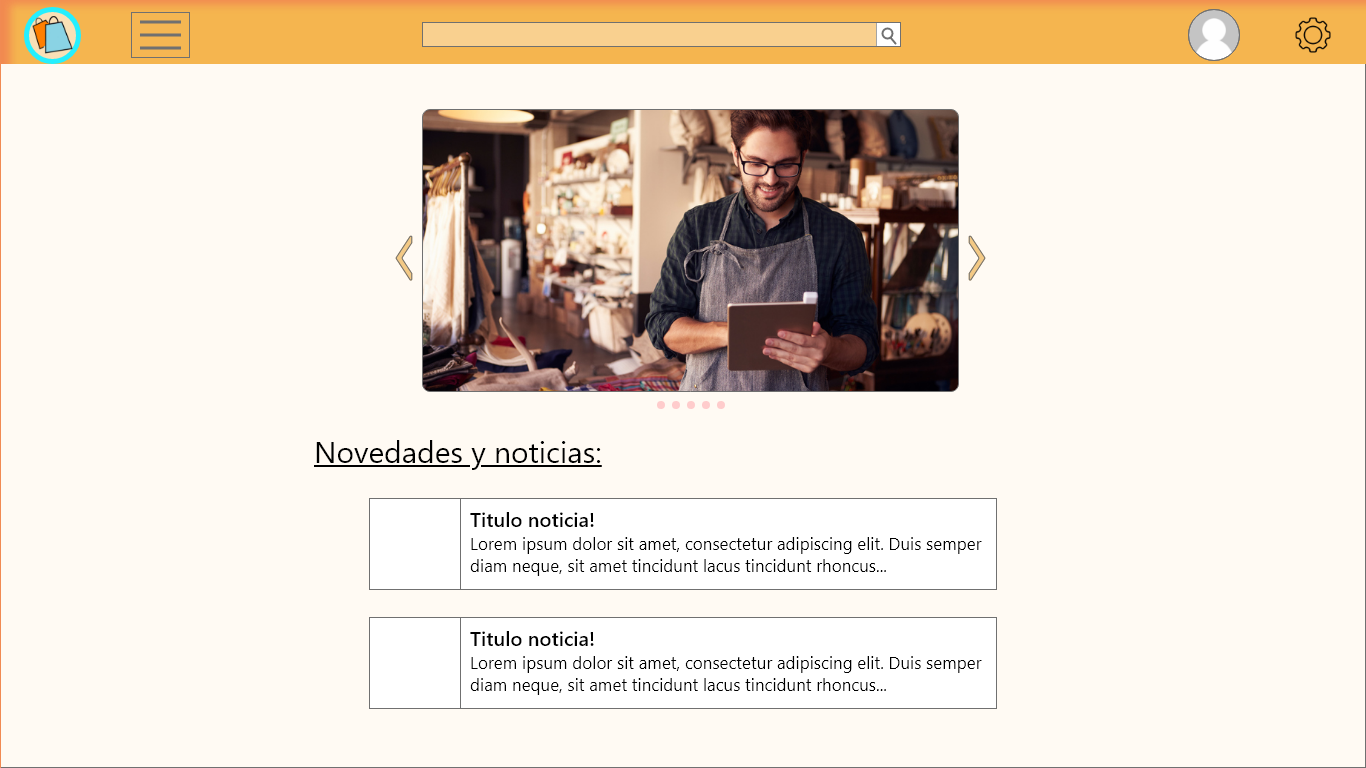 Novedades y noticias:
Titulo noticia!
Lorem ipsum dolor sit amet, consectetur adipiscing elit. Duis semper
diam neque, sit amet tincidunt lacus tincidunt rhoncus...
Titulo noticia!
Lorem ipsum dolor sit amet, consectetur adipiscing elit. Duis semper
diam neque, sit amet tincidunt lacus tincidunt rhoncus...